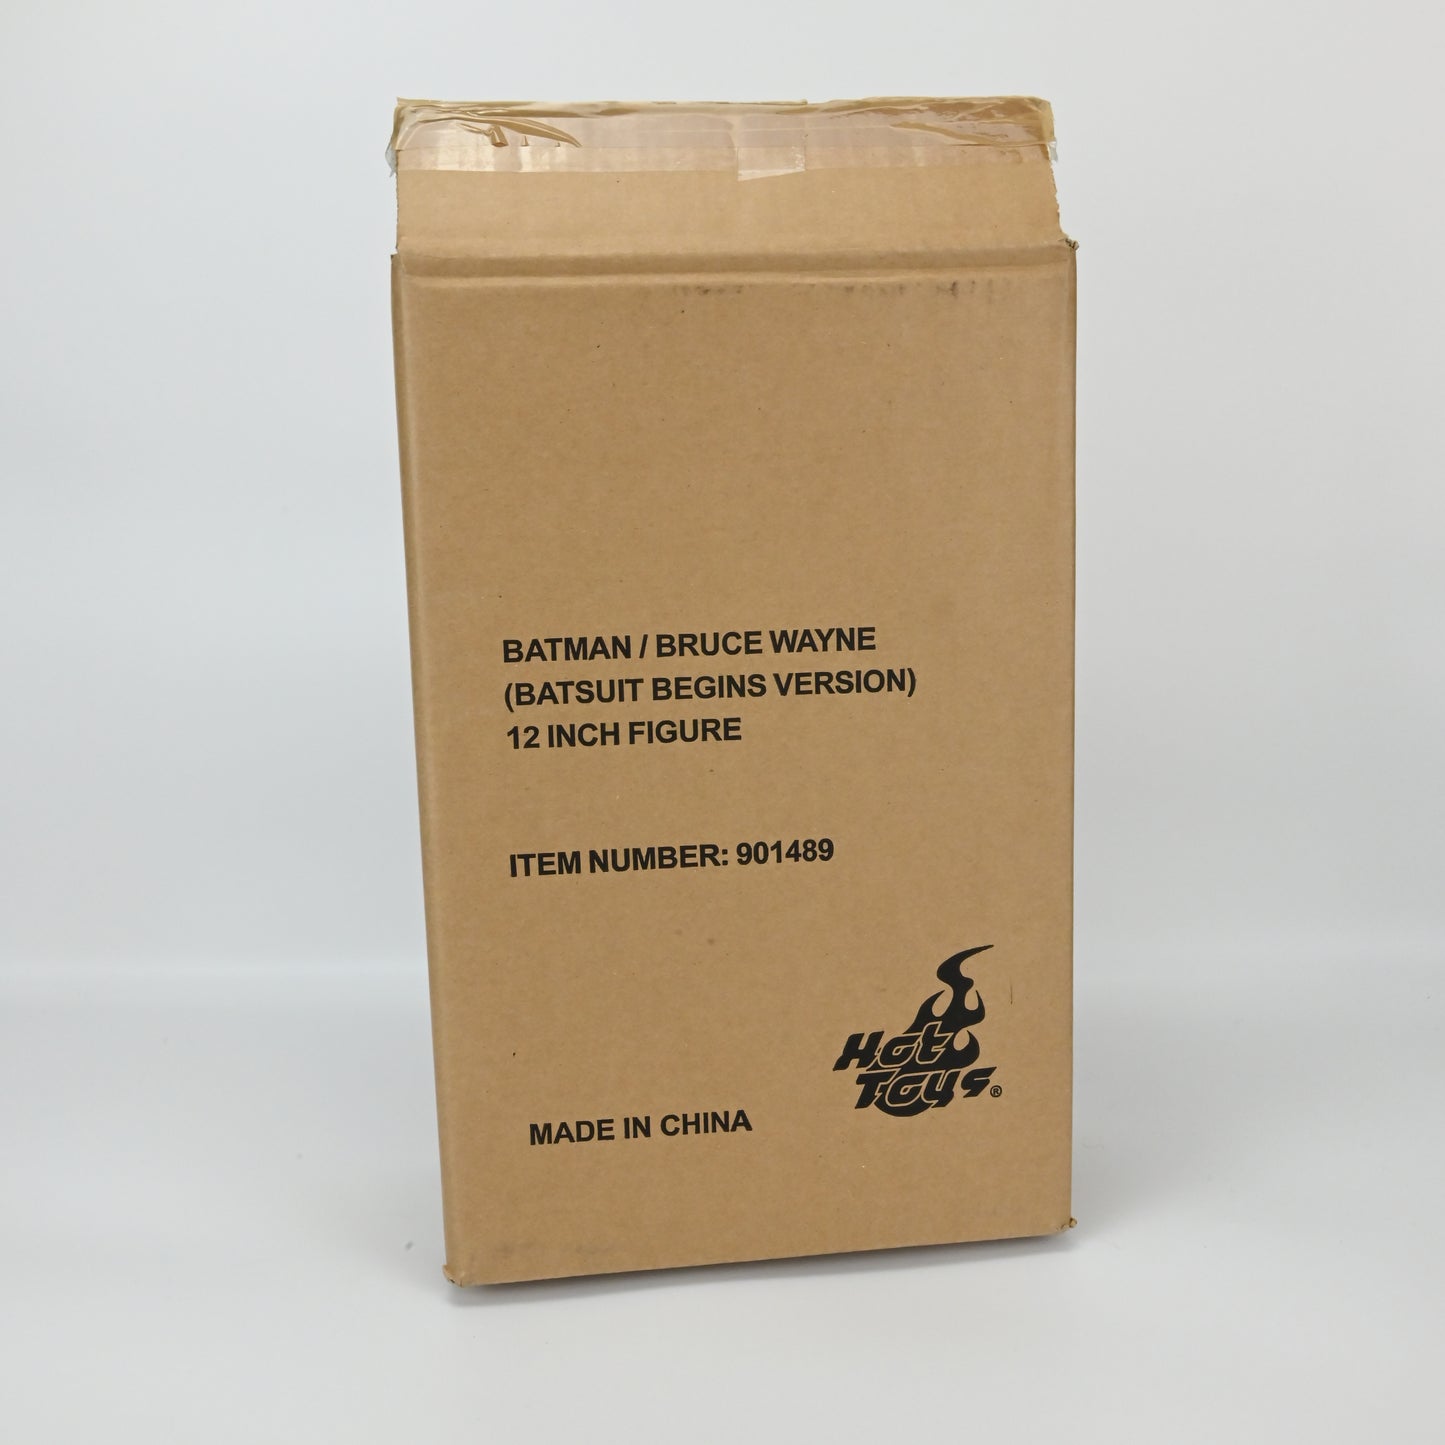 BATMAN / BRUCE WAYNE
(BATSUIT BEGINS VERSION)
12 INCH FIGURE
ITEM NUMBER: 901489
Hot
Toys®
MADE IN CHINA